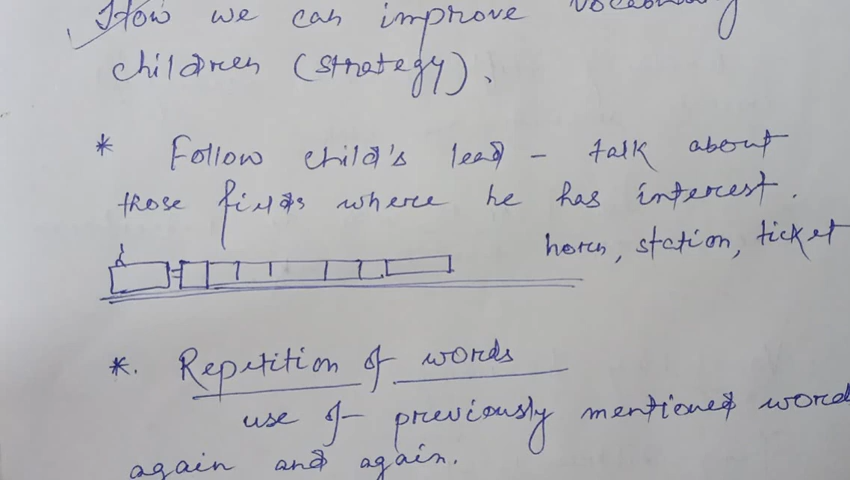 How we can improve vocabulary
children (strategy).
* Follow child's lead - talk about
those fields where he has interest.
horn, station, ticket
*. Repetition of words
use of previously mentioned word
again and again.